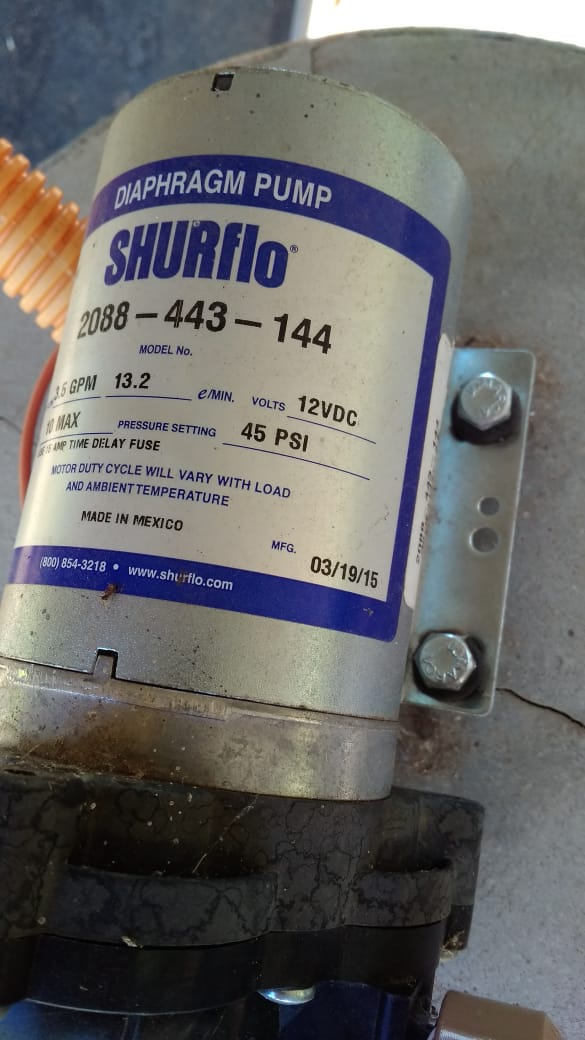 DIAPHRAGM PUMP
SHURflo®
2088-443-144
MODEL No.
3.5 GPM 13.2 ℓ/MIN. VOLTS 12VDC
10 MAX PRESSURE SETTING 45 PSI
AMP TIME DELAY FUSE
MOTOR DUTY CYCLE WILL VARY WITH LOAD
AND AMBIENT TEMPERATURE
MADE IN MEXICO
MFG. 03/19/15
(800) 854-3218 • www.shurflo.com